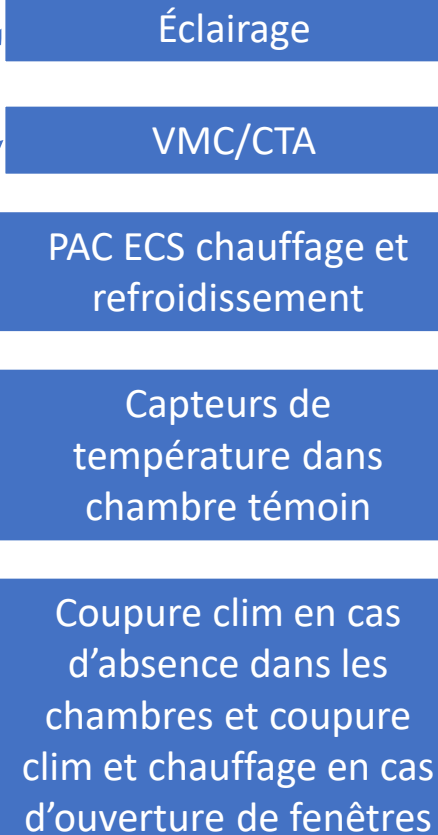 Éclairage
VMC/CTA
PAC ECS chauffage et
refroidissement
Capteurs de
température dans
chambre témoin
Coupure clim en cas
d’absence dans les
chambres et coupure
clim et chauffage en cas
d’ouverture de fenêtres